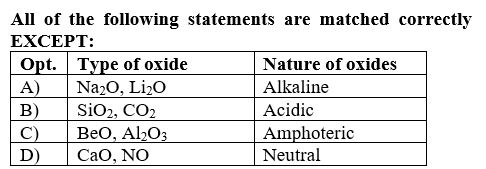 All of the following statements are matched correctly
EXCEPT:
Opt. Type of oxide Nature of oxides
A) Na₂O, Li₂O Alkaline
B) SiO₂, CO₂ Acidic
C) BeO, Al₂O₃ Amphoteric
D) CaO, NO Neutral